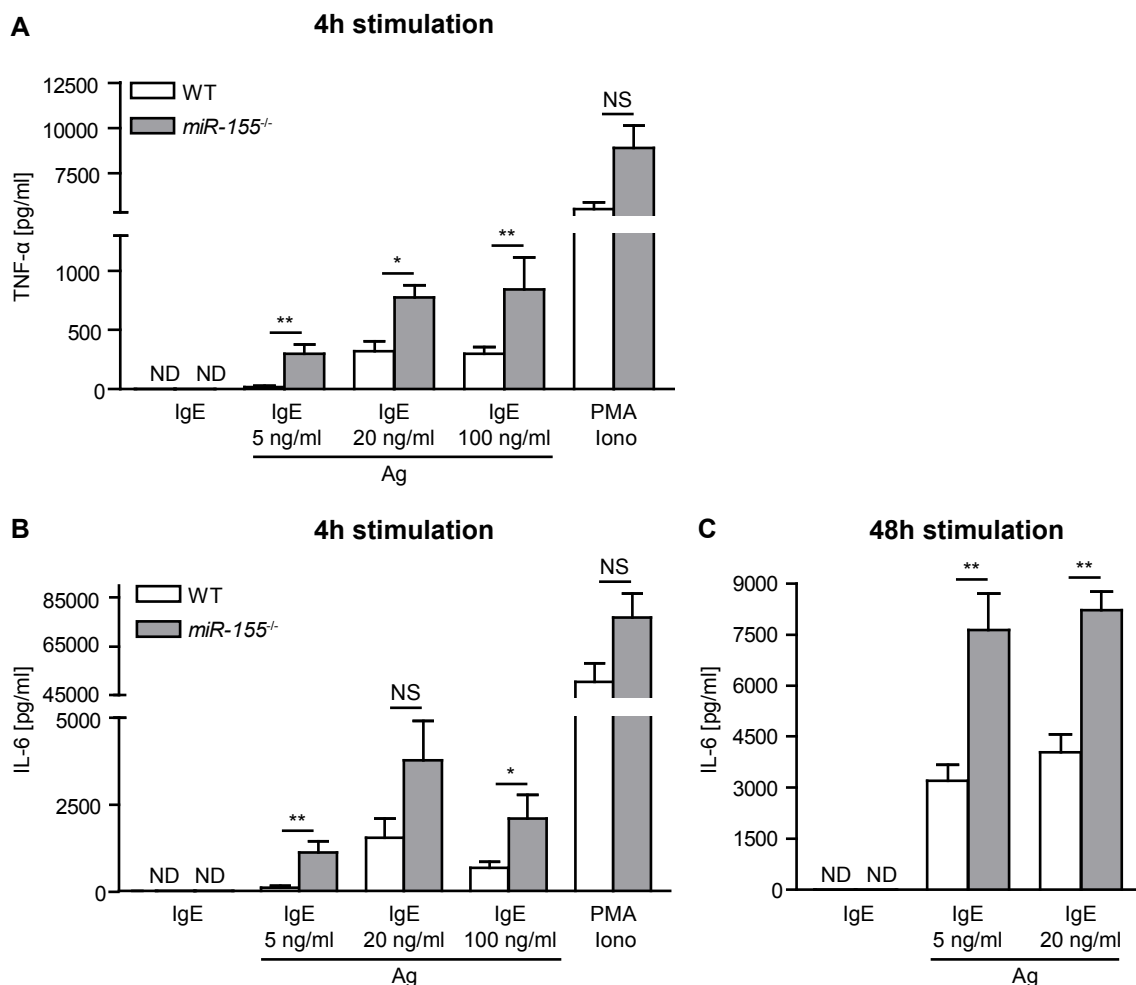 A
4h stimulation
WT
miR-155-/-
TNF-α [pg/ml]
12500
10000
7500
1000
500
0
ND ND
**
*
**
NS
IgE
IgE
5 ng/ml
IgE
20 ng/ml
IgE
100 ng/ml
PMA
Iono
Ag
B
4h stimulation
WT
miR-155-/-
IL-6 [pg/ml]
85000
65000
45000
5000
2500
0
ND ND
**
NS
*
NS
IgE
IgE
5 ng/ml
IgE
20 ng/ml
IgE
100 ng/ml
PMA
Iono
Ag
C
48h stimulation
IL-6 [pg/ml]
9000
7500
6000
4500
3000
1500
0
ND ND
**
**
IgE
IgE
5 ng/ml
IgE
20 ng/ml
Ag